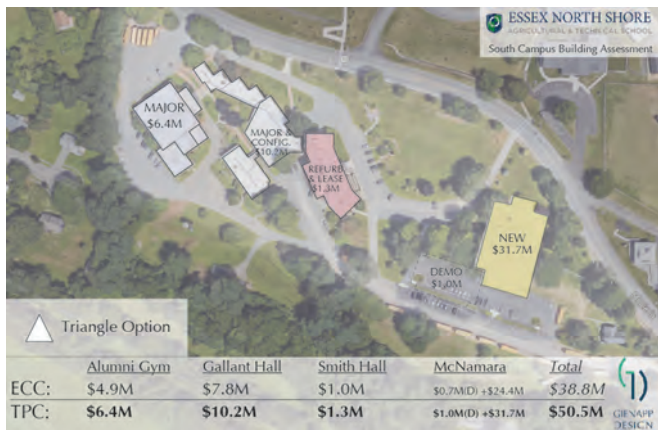 ESSEX NORTH SHORE
AGRICULTURAL & TECHNICAL SCHOOL
South Campus Building Assessment
MAJOR
$6.4M
MAJOR &
CONFIG.
$10.2M
REFURB
& LEASE
$1.3M
NEW
$31.7M
DEMO
$1.0M
Triangle Option
Alumni Gym Gallant Hall Smith Hall McNamara Total
ECC: $4.9M $7.8M $1.0M $0.7M(D) +$24.4M $38.8M
TPC: $6.4M $10.2M $1.3M $1.0M(D) +$31.7M $50.5M
GIENAPP
DESIGN